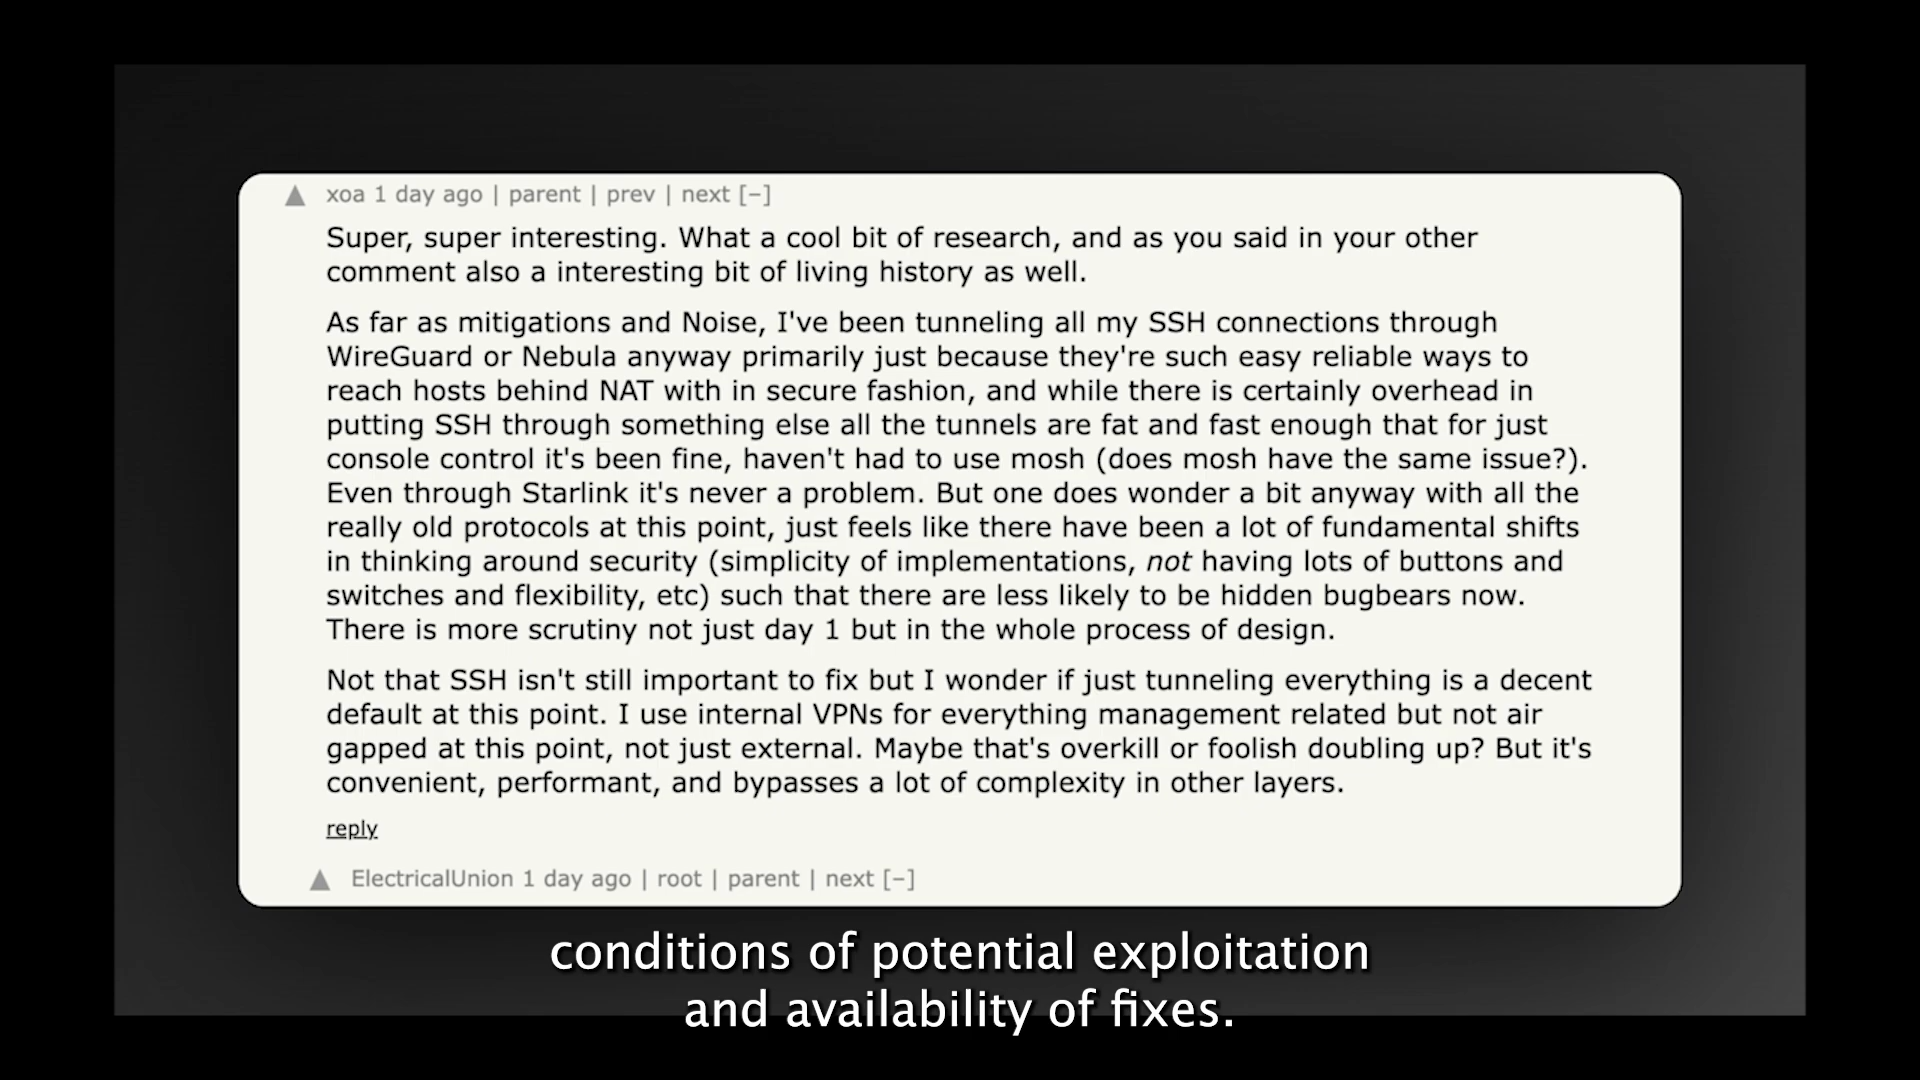 ▲ xoa 1 day ago | parent | prev | next [–]
Super, super interesting. What a cool bit of research, and as you said in your other
comment also a interesting bit of living history as well.
As far as mitigations and Noise, I've been tunneling all my SSH connections through
WireGuard or Nebula anyway primarily just because they're such easy reliable ways to
reach hosts behind NAT with in secure fashion, and while there is certainly overhead in
putting SSH through something else all the tunnels are fat and fast enough that for just
console control it's been fine, haven't had to use mosh (does mosh have the same issue?).
Even through Starlink it's never a problem. But one does wonder a bit anyway with all the
really old protocols at this point, just feels like there have been a lot of fundamental shifts
in thinking around security (simplicity of implementations, not having lots of buttons and
switches and flexibility, etc) such that there are less likely to be hidden bugbears now.
There is more scrutiny not just day 1 but in the whole process of design.
Not that SSH isn't still important to fix but I wonder if just tunneling everything is a decent
default at this point. I use internal VPNs for everything management related but not air
gapped at this point, not just external. Maybe that's overkill or foolish doubling up? But it's
convenient, performant, and bypasses a lot of complexity in other layers.
reply
▲ ElectricalUnion 1 day ago | root | parent | next [–]
conditions of potential exploitation
and availability of fixes.